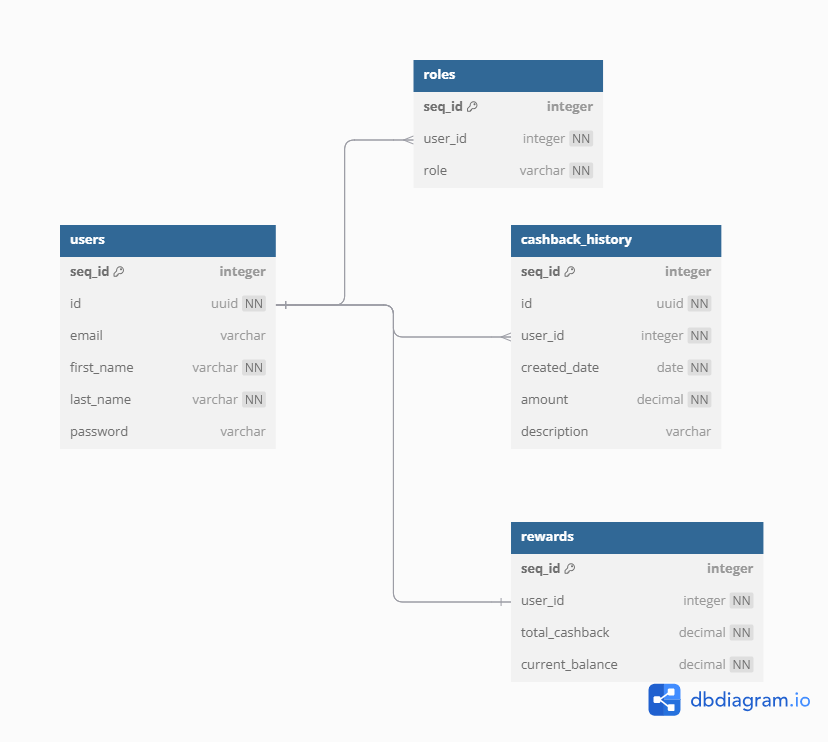 roles
seq_id integer
user_id integer NN
role varchar NN
users
seq_id integer
id uuid NN
email varchar
first_name varchar NN
last_name varchar NN
password varchar
cashback_history
seq_id integer
id uuid NN
user_id integer NN
created_date date NN
amount decimal NN
description varchar
rewards
seq_id integer
user_id integer NN
total_cashback decimal NN
current_balance decimal NN
dbdiagram.io